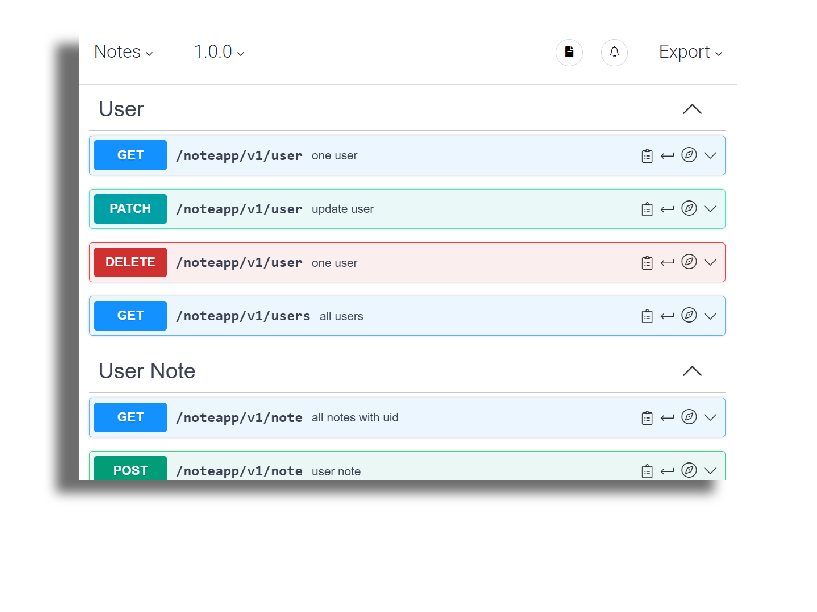 Notes 1.0.0 Export
User
GET /noteapp/v1/user one user
PATCH /noteapp/v1/user update user
DELETE /noteapp/v1/user one user
GET /noteapp/v1/users all users
User Note
GET /noteapp/v1/note all notes with uid
POST /noteapp/v1/note user note